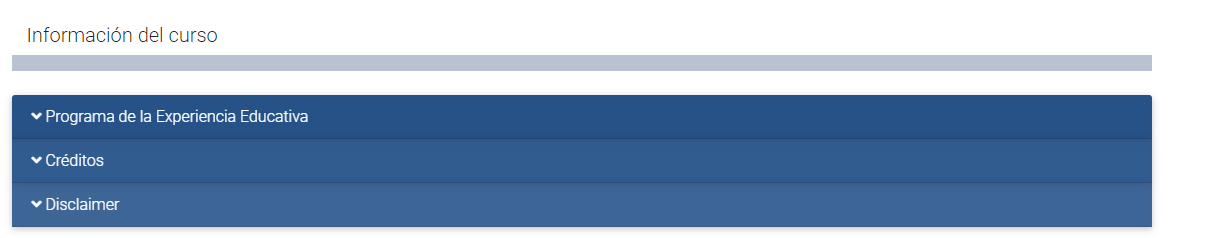 Información del curso
Programa de la Experiencia Educativa
Créditos
Disclaimer